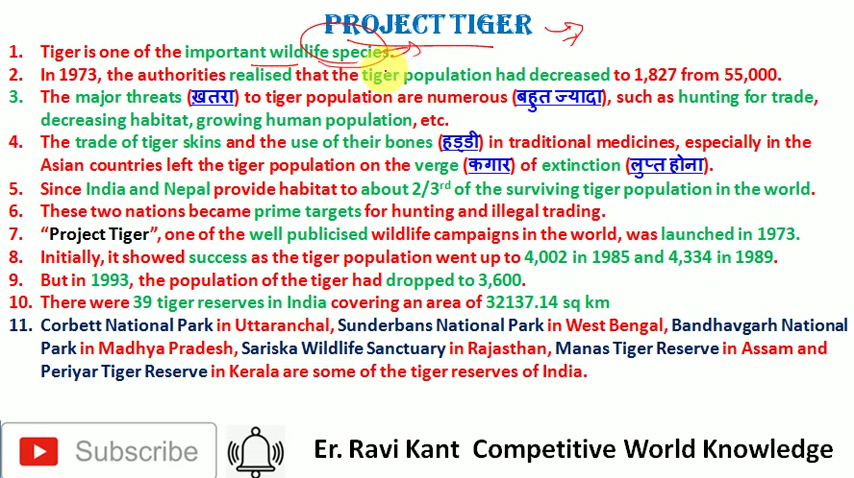 PROJECT TIGER
1. Tiger is one of the important wildlife species.
2. In 1973, the authorities realised that the tiger population had decreased to 1,827 from 55,000.
3. The major threats (ख़तरा) to tiger population are numerous (बहुत ज्यादा), such as hunting for trade,
decreasing habitat, growing human population, etc.
4. The trade of tiger skins and the use of their bones (हड्डी) in traditional medicines, especially in the
Asian countries left the tiger population on the verge (कगार) of extinction (लुप्त होना).
5. Since India and Nepal provide habitat to about 2/3rd of the surviving tiger population in the world.
6. These two nations became prime targets for hunting and illegal trading.
7. “Project Tiger”, one of the well publicised wildlife campaigns in the world, was launched in 1973.
8. Initially, it showed success as the tiger population went up to 4,002 in 1985 and 4,334 in 1989.
9. But in 1993, the population of the tiger had dropped to 3,600.
10. There were 39 tiger reserves in India covering an area of 32137.14 sq km
11. Corbett National Park in Uttaranchal, Sunderbans National Park in West Bengal, Bandhavgarh National
Park in Madhya Pradesh, Sariska Wildlife Sanctuary in Rajasthan, Manas Tiger Reserve in Assam and
Periyar Tiger Reserve in Kerala are some of the tiger reserves of India.
Subscribe
Er. Ravi Kant Competitive World Knowledge